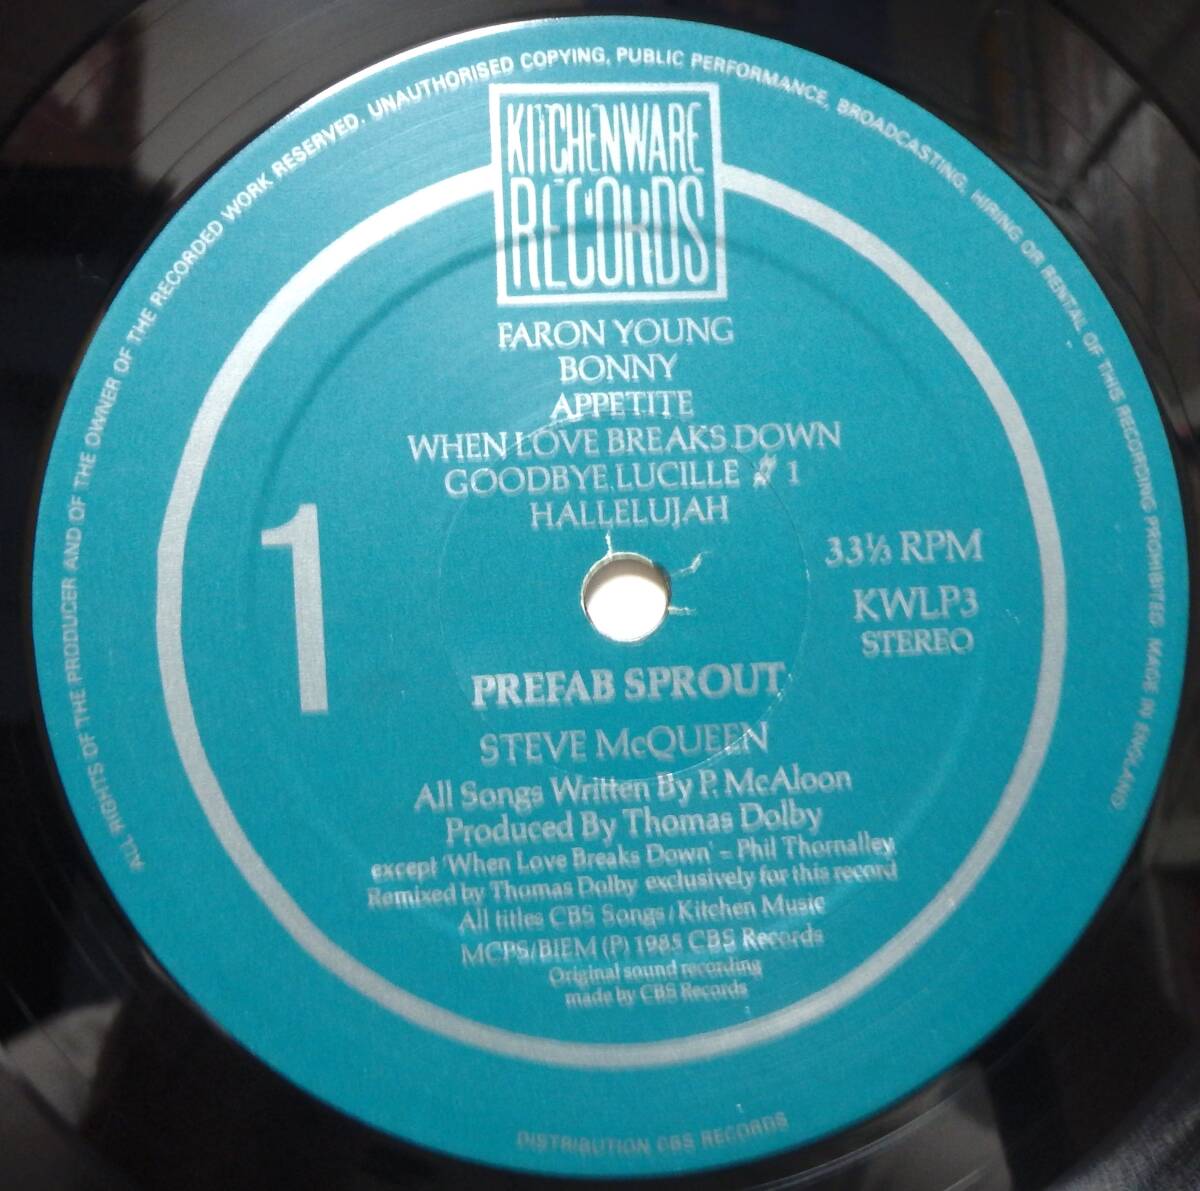 ALL RIGHTS OF THE PRODUCER AND OF THE OWNER OF THE RECORDED WORK RESERVED. UNAUTHORISED COPYING, PUBLIC PERFORMANCE, BROADCASTING, HIRING OR RENTAL OF THIS RECORDING PROHIBITED MADE IN ENGLAND.
KITCHENWARE
RECORDS
FARON YOUNG
BONNY
APPETITE
WHEN LOVE BREAKS DOWN
GOODBYE LUCILLE # 1
HALLELUJAH
1
33⅓ RPM
KWLP3
STEREO
PREFAB SPROUT
STEVE McQUEEN
All Songs Written By P. McAloon
Produced By Thomas Dolby
except 'When Love Breaks Down' – Phil Thornalley
Remixed by Thomas Dolby exclusively for this record
All titles CBS Songs / Kitchen Music
MCPS/BIEM (P) 1985 CBS Records
Original sound recording
made by CBS Records
DISTRIBUTION CBS RECORDS